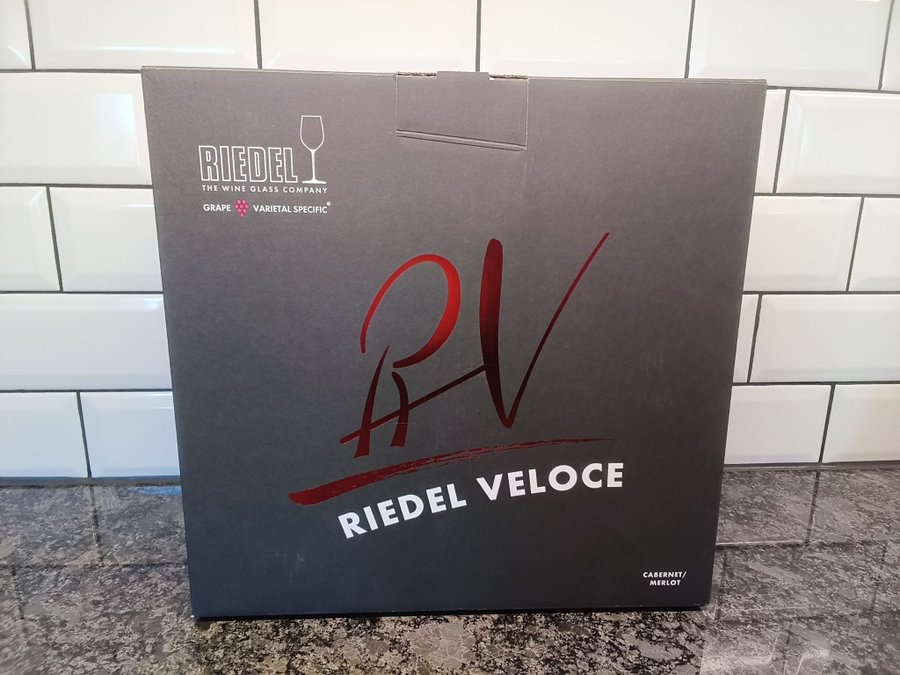 RIEDEL
THE WINE GLASS COMPANY
GRAPE VARIETAL SPECIFIC®
RV
RIEDEL VELOCE
CABERNET/
MERLOT